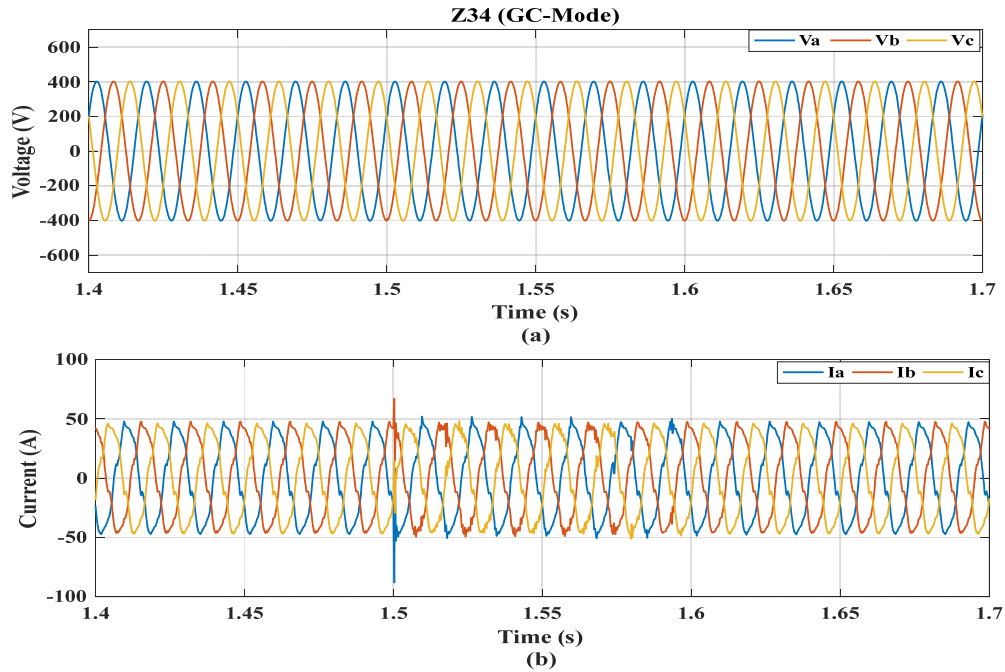 Z34 (GC-Mode)
Va Vb Vc
600
400
200
0
-200
-400
-600
Voltage (V)
1.4 1.45 1.5 1.55 1.6 1.65 1.7
Time (s)
(a)
Ia Ib Ic
100
50
0
-50
-100
Current (A)
1.4 1.45 1.5 1.55 1.6 1.65 1.7
Time (s)
(b)